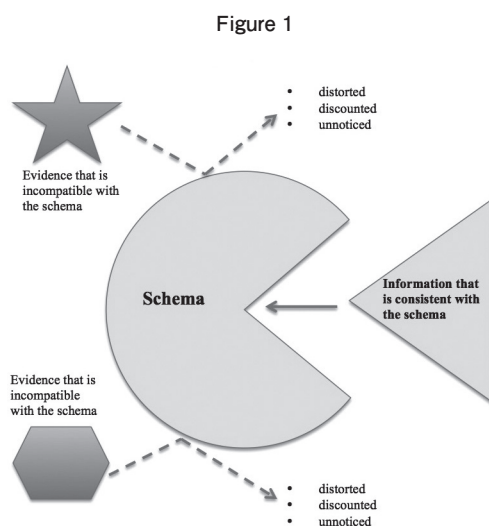 Figure 1
• distorted
• discounted
• unnoticed
Evidence that is
incompatible with
the schema
Schema
Information that
is consistent with
the schema
Evidence that is
incompatible
with the schema
• distorted
• discounted
• unnoticed